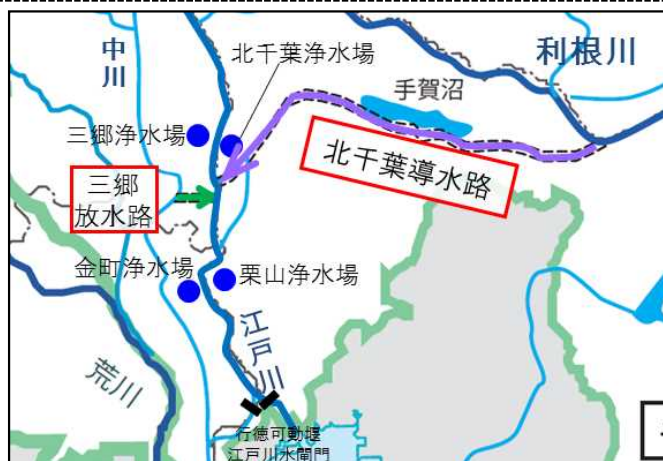 中川
北千葉浄水場
利根川
手賀沼
三郷浄水場
北千葉導水路
三郷
放水路
金町浄水場
栗山浄水場
江戸川
荒川
行徳可動堰
江戸川水閘門